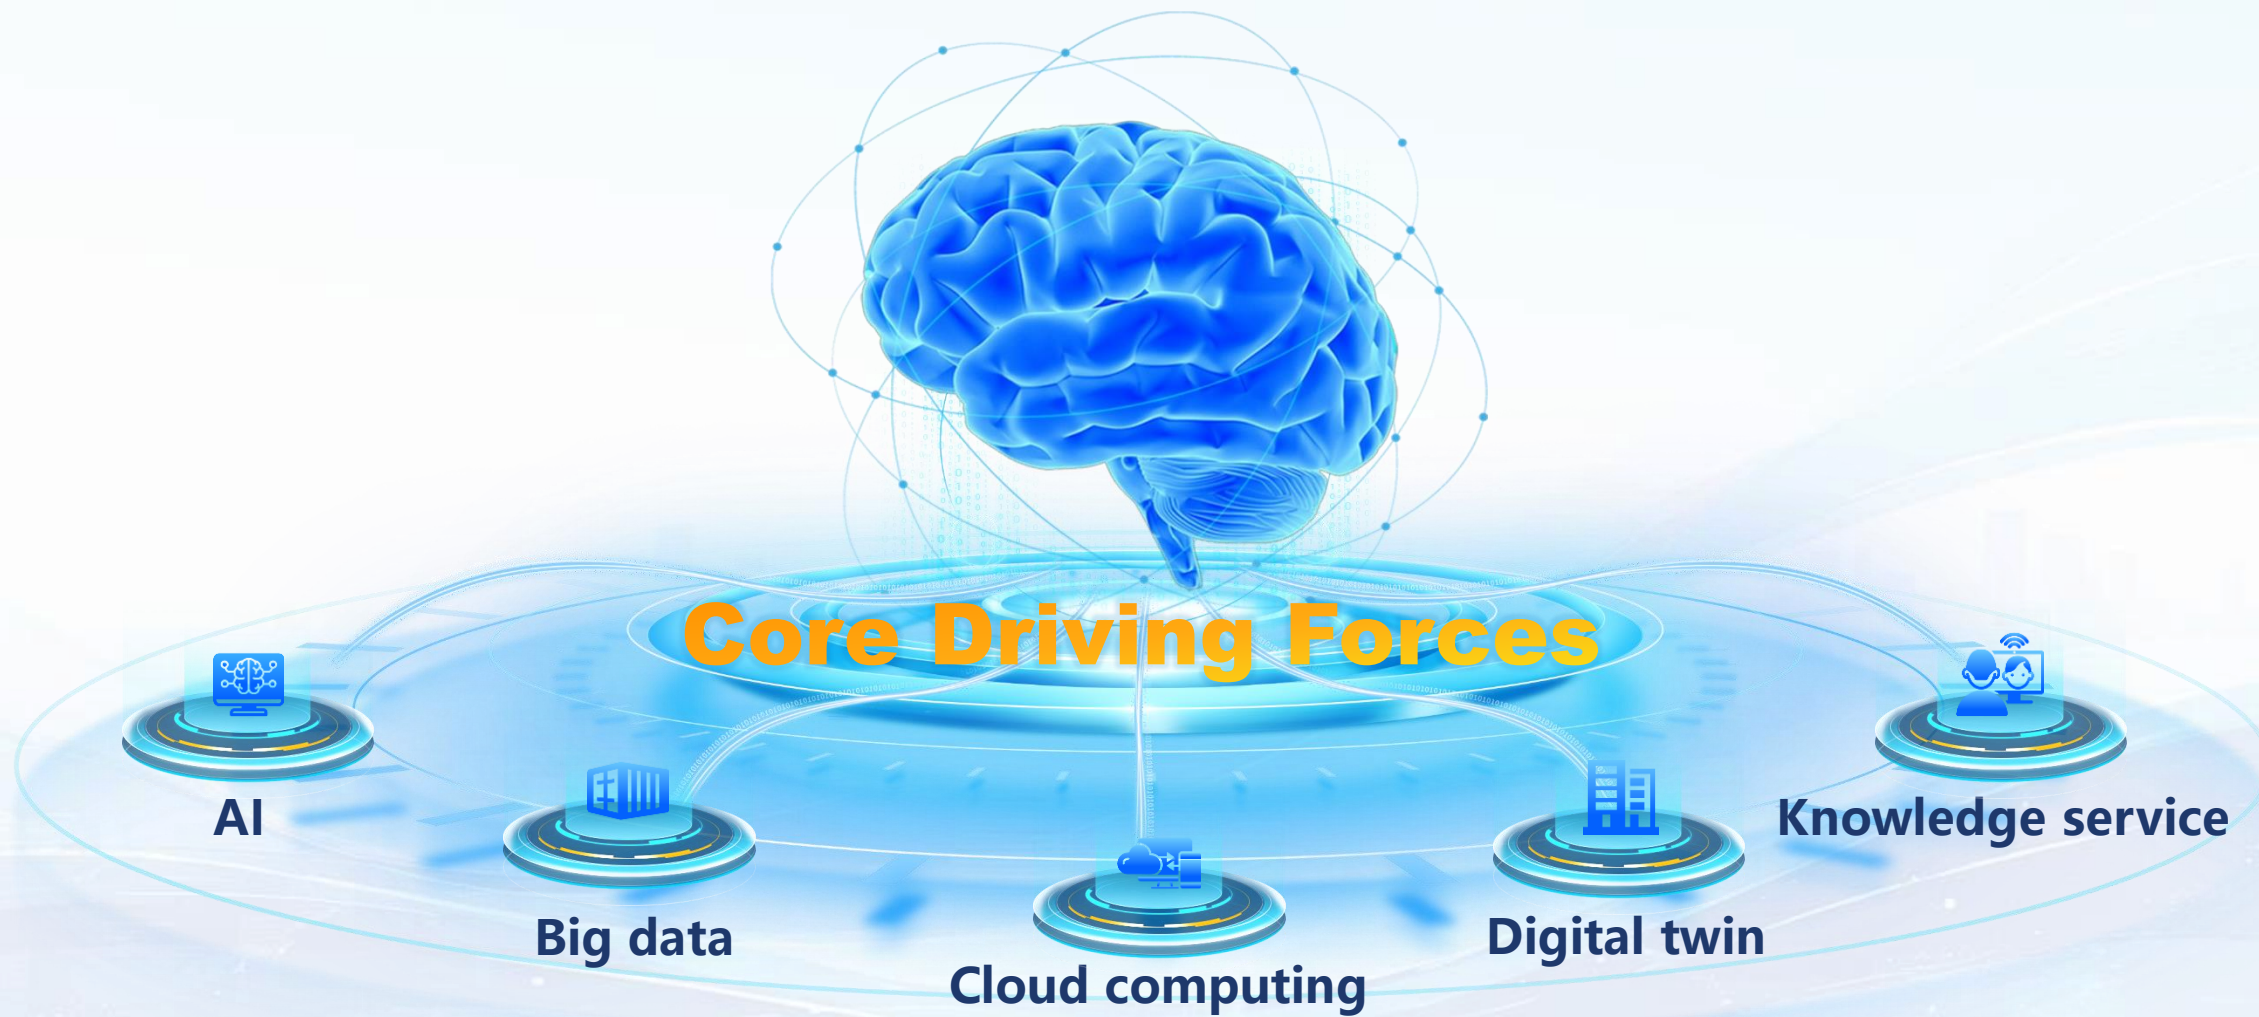 Core Driving Forces
AI
Big data
Cloud computing
Digital twin
Knowledge service